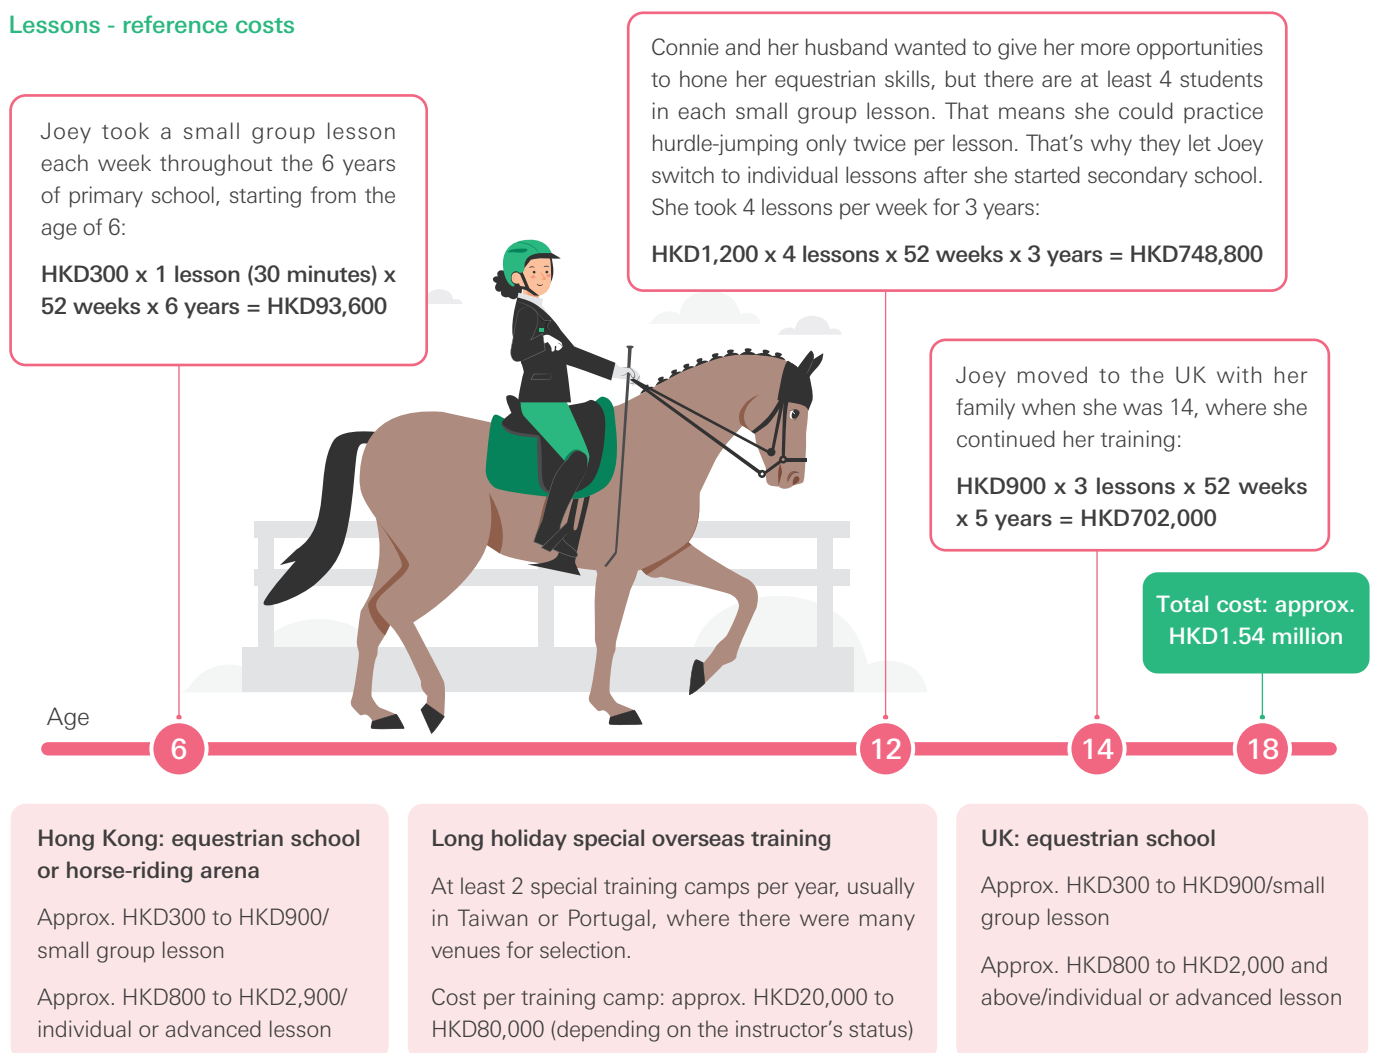 Lessons - reference costs
Joey took a small group lesson
each week throughout the 6 years
of primary school, starting from the
age of 6:
HKD300 x 1 lesson (30 minutes) x
52 weeks x 6 years = HKD93,600
Connie and her husband wanted to give her more opportunities
to hone her equestrian skills, but there are at least 4 students
in each small group lesson. That means she could practice
hurdle-jumping only twice per lesson. That’s why they let Joey
switch to individual lessons after she started secondary school.
She took 4 lessons per week for 3 years:
HKD1,200 x 4 lessons x 52 weeks x 3 years = HKD748,800
Joey moved to the UK with her
family when she was 14, where she
continued her training:
HKD900 x 3 lessons x 52 weeks
x 5 years = HKD702,000
Total cost: approx.
HKD1.54 million
Age
6
12
14
18
Hong Kong: equestrian school
or horse-riding arena
Approx. HKD300 to HKD900/
small group lesson
Approx. HKD800 to HKD2,900/
individual or advanced lesson
Long holiday special overseas training
At least 2 special training camps per year, usually
in Taiwan or Portugal, where there were many
venues for selection.
Cost per training camp: approx. HKD20,000 to
HKD80,000 (depending on the instructor’s status)
UK: equestrian school
Approx. HKD300 to HKD900/small
group lesson
Approx. HKD800 to HKD2,000 and
above/individual or advanced lesson